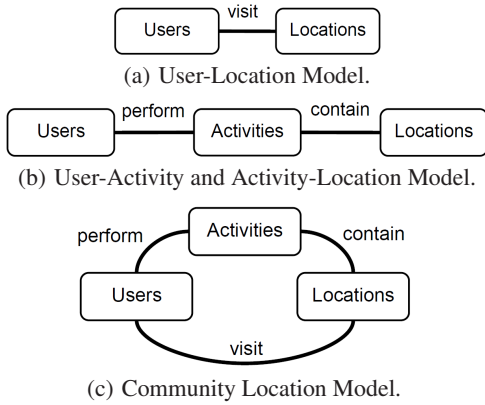 visit
Users Locations
(a) User-Location Model.
perform contain
Users Activities Locations
(b) User-Activity and Activity-Location Model.
Activities
perform contain
Users Locations
visit
(c) Community Location Model.